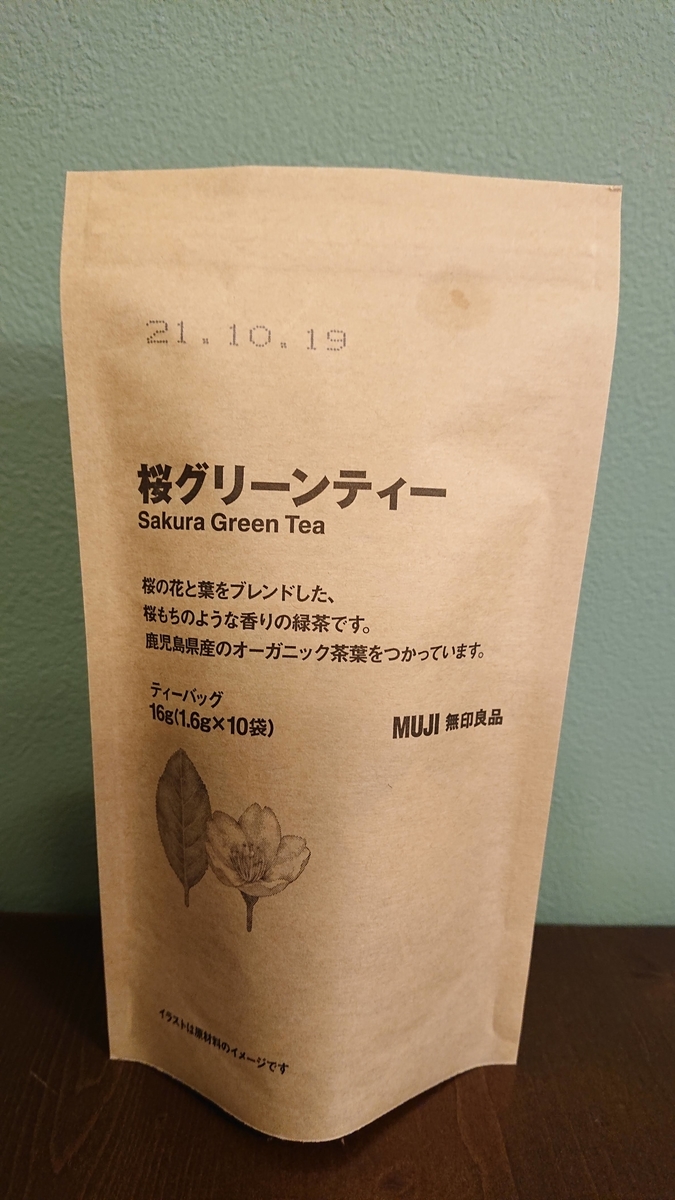 21.10.19
桜グリーンティー
Sakura Green Tea
桜の花と葉をブレンドした、
桜もちのような香りの緑茶です。
鹿児島県産のオーガニック茶葉をつかっています。
ティーバッグ
16g(1.6g×10袋)
MUJI 無印良品
イラストは原材料のイメージです